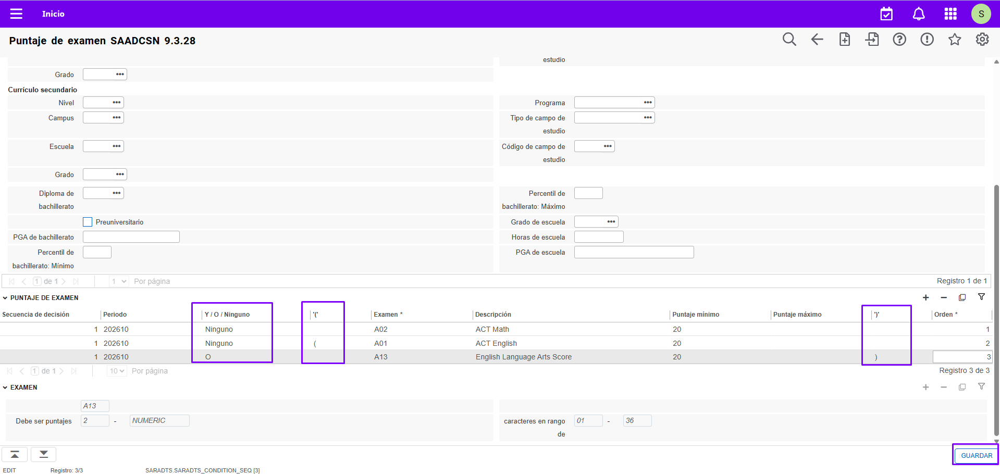 Inicio
S
Puntaje de examen SAADCSN 9.3.28
estudio
Grado
Currículo secundario
Nivel
Programa
Campus
Tipo de campo de
estudio
Escuela
Código de campo de
estudio
Grado
Diploma de
bachillerato
Percentil de
bachillerato: Máximo
Preuniversitario
Grado de escuela
PGA de bachillerato
Horas de escuela
Percentil de
bachillerato: Mínimo
PGA de escuela
1 de 1 1 Por página Registro 1 de 1
PUNTAJE DE EXAMEN
Secuencia de decisión Periodo Y / O / Ninguno '(' Examen * Descripción Puntaje mínimo Puntaje máximo ')' Orden *
1 202610 Ninguno A02 ACT Math 20 1
1 202610 Ninguno ( A01 ACT English 20 2
1 202610 O A13 English Language Arts Score 20 ) 3
1 de 1 10 Por página Registro 3 de 3
EXAMEN
A13
Debe ser puntajes 2 - NUMERIC caracteres en rango 01 - 36
de
GUARDAR
EDIT Registro: 3/3 SARADTS.SARADTS_CONDITION_SEQ [3]